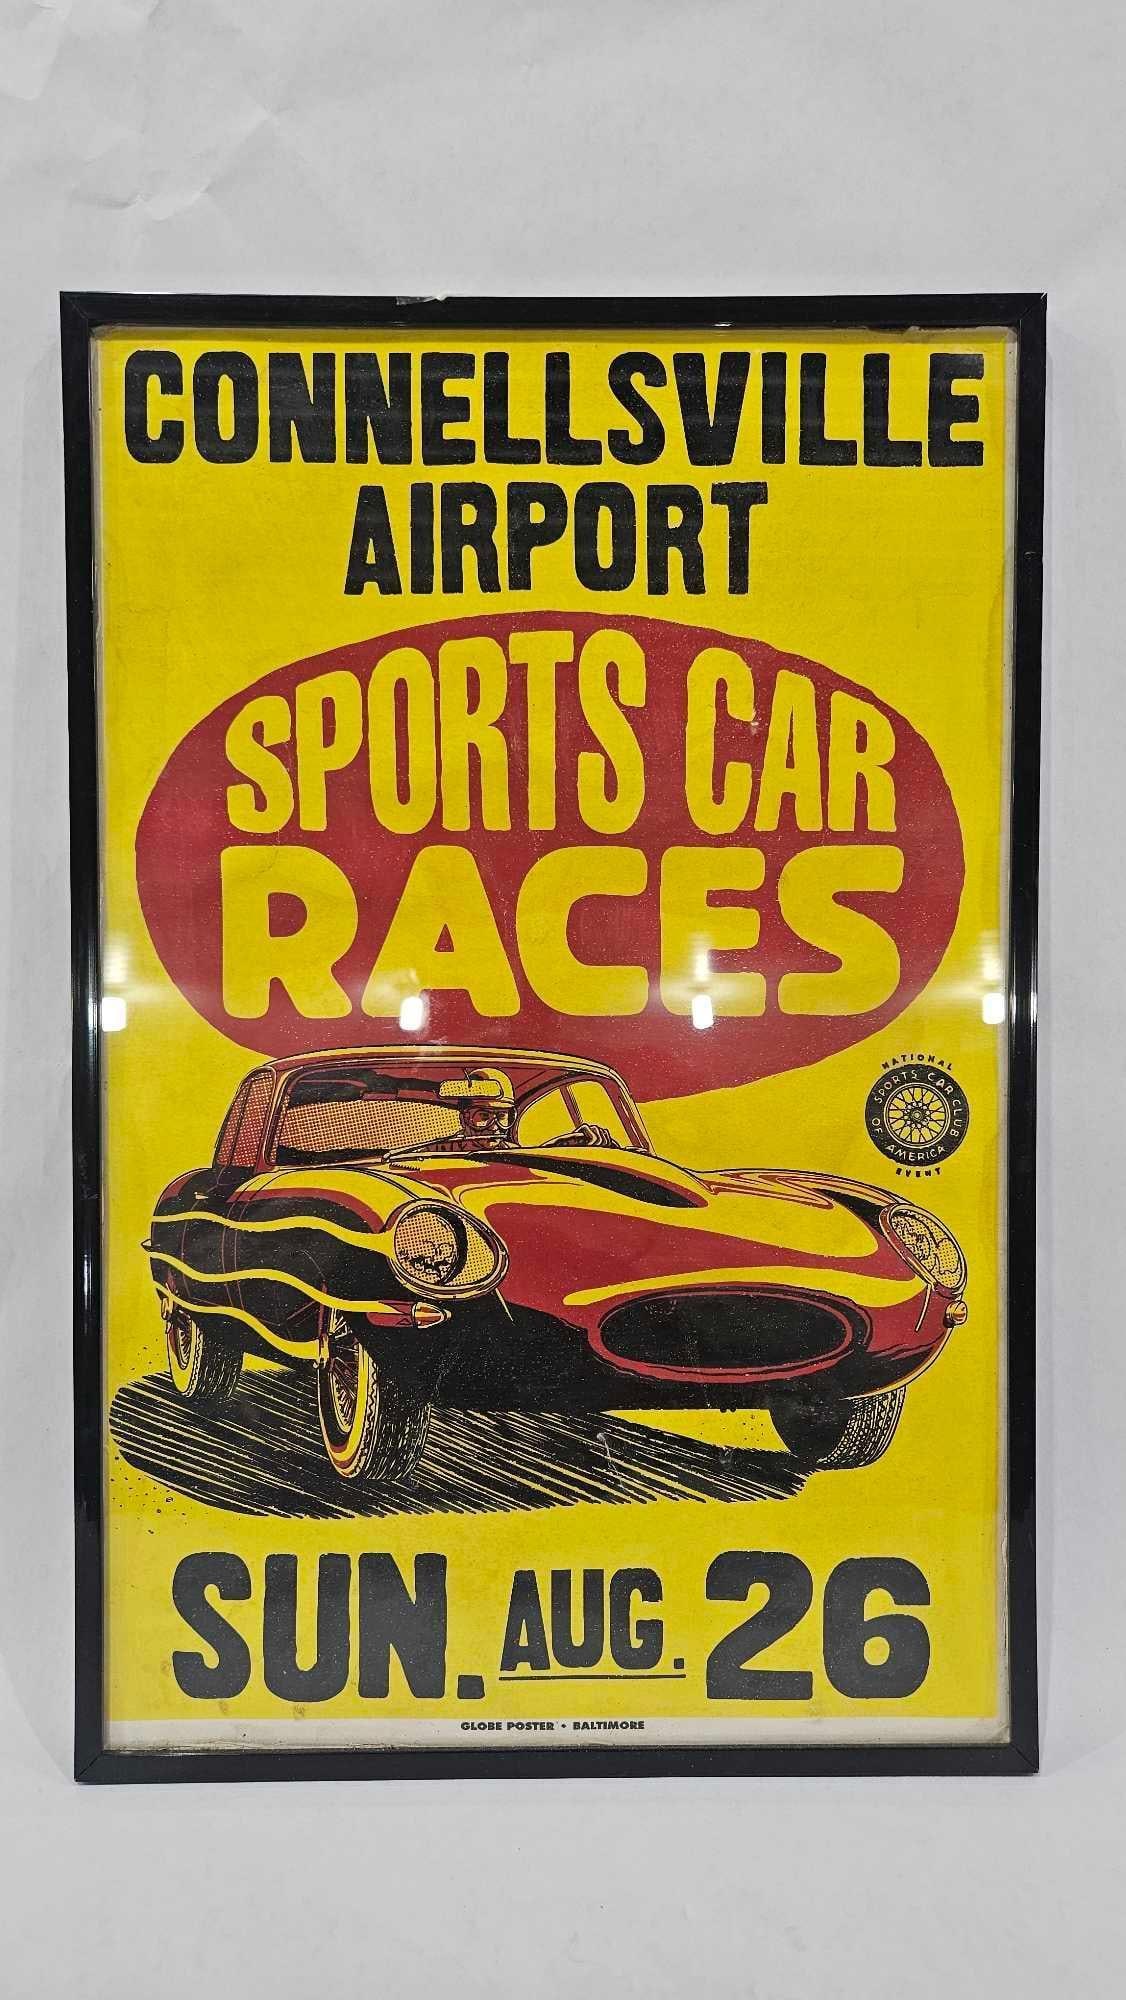 CONNELLSVILLE
AIRPORT
SPORTS CAR
RACES
NATIONAL
SPORTS CAR CLUB
OF AMERICA
EVENT
SUN. AUG. 26
GLOBE POSTER • BALTIMORE